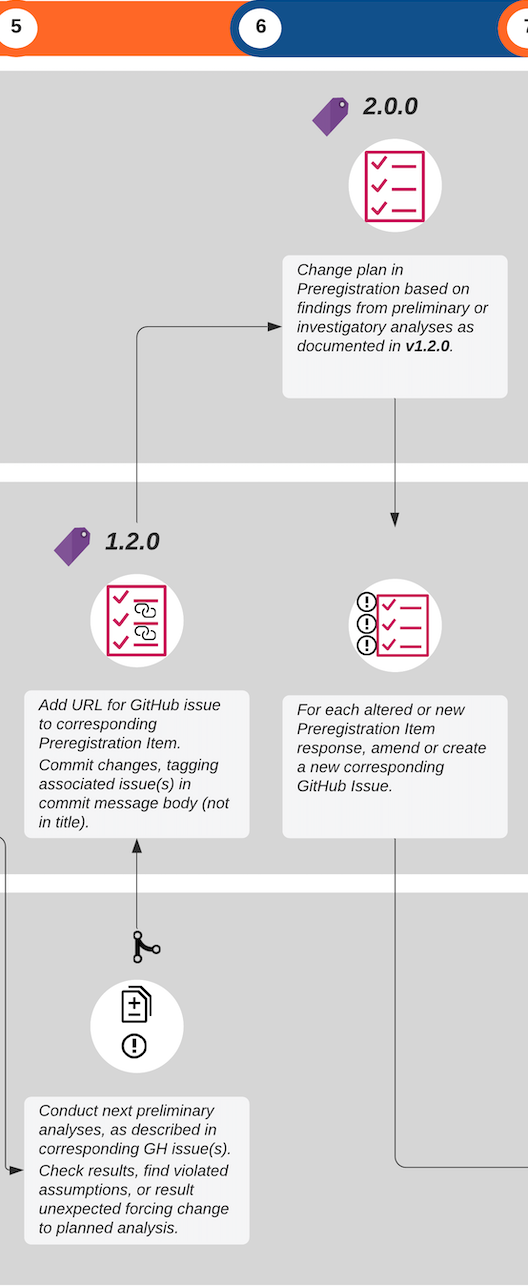 5
6
7
2.0.0
Change plan in
Preregistration based on
findings from preliminary or
investigatory analyses as
documented in v1.2.0.
1.2.0
Add URL for GitHub issue
to corresponding
Preregistration Item.
Commit changes, tagging
associated issue(s) in
commit message body (not
in title).
For each altered or new
Preregistration Item
response, amend or create
a new corresponding
GitHub Issue.
Conduct next preliminary
analyses, as described in
corresponding GH issue(s).
Check results, find violated
assumptions, or result
unexpected forcing change
to planned analysis.